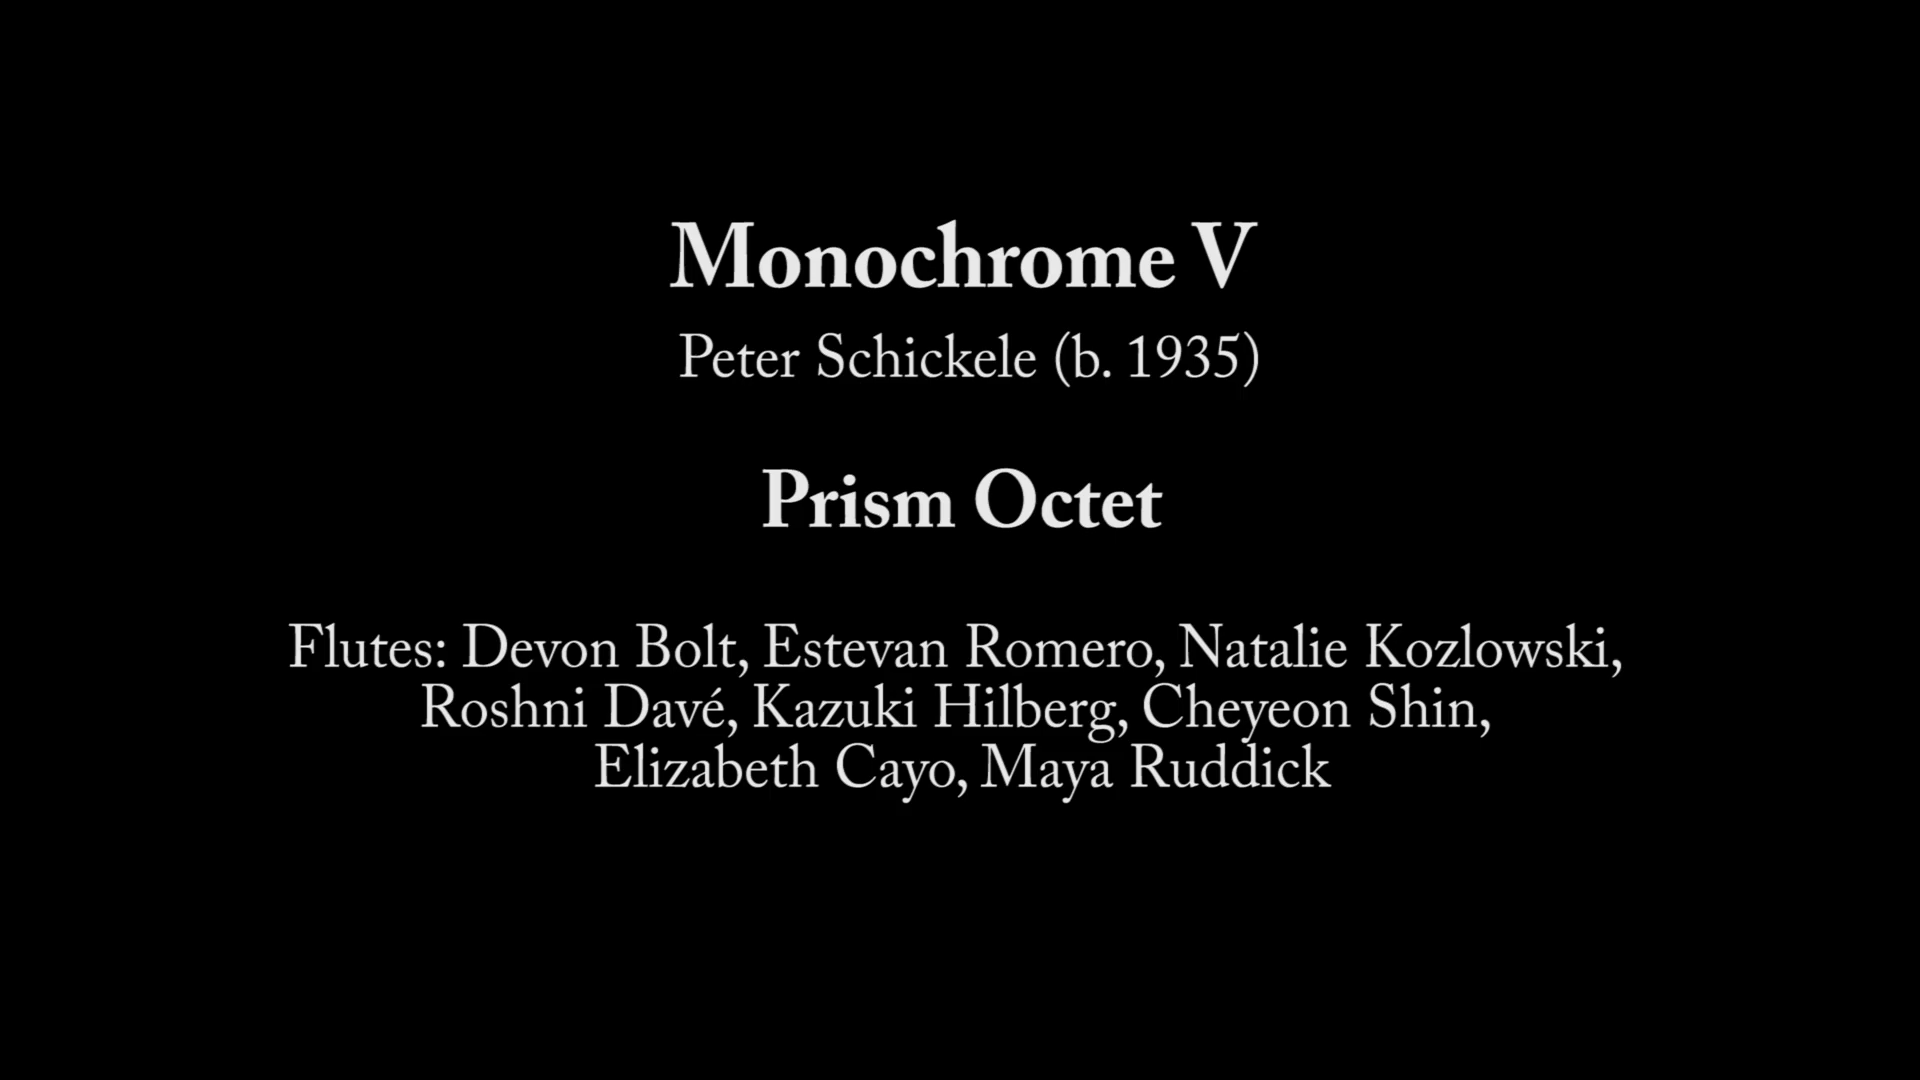 Monochrome V
Peter Schickele (b. 1935)
Prism Octet
Flutes: Devon Bolt, Estevan Romero, Natalie Kozlowski,
Roshni Davé, Kazuki Hilberg, Cheyeon Shin,
Elizabeth Cayo, Maya Ruddick